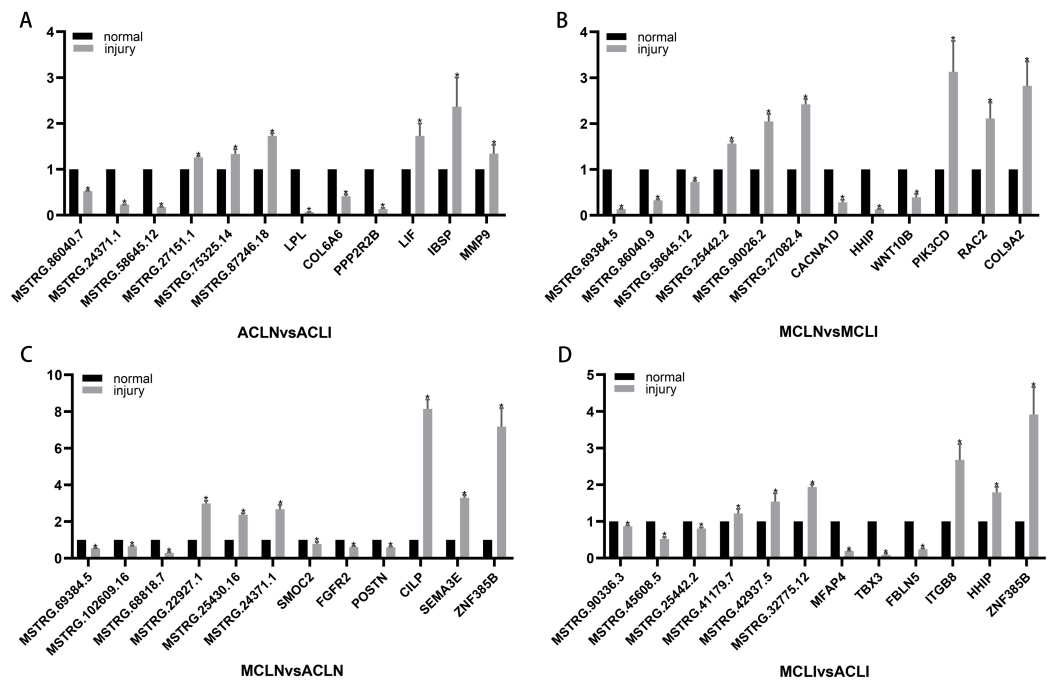 A
normal
injury
4
3
2
1
0
MSTRG.86040.7
MSTRG.24371.1
MSTRG.58645.12
MSTRG.27151.1
MSTRG.75325.14
MSTRG.87246.18
LPL
COL6A6
PPP2R2B
LIF
IBSP
MMP9
ACLNvsACLI
B
normal
injury
4
3
2
1
0
MSTRG.69384.5
MSTRG.86040.9
MSTRG.58645.12
MSTRG.25442.2
MSTRG.90026.2
MSTRG.27082.4
CACNA1D
HHIP
WNT10B
PIK3CD
RAC2
COL9A2
MCLNvsMCLI
C
normal
injury
10
8
6
4
2
0
MSTRG.69384.5
MSTRG.102609.16
MSTRG.68818.7
MSTRG.22927.1
MSTRG.25430.16
MSTRG.24371.1
SMOC2
FGFR2
POSTN
CILP
SEMA3E
ZNF385B
MCLNvsACLN
D
normal
injury
5
4
3
2
1
0
MSTRG.90336.3
MSTRG.45608.5
MSTRG.25442.2
MSTRG.41179.7
MSTRG.42937.5
MSTRG.32775.12
MFAP4
TBX3
FBLN5
ITGB8
HHIP
ZNF385B
MCLIvsACLI